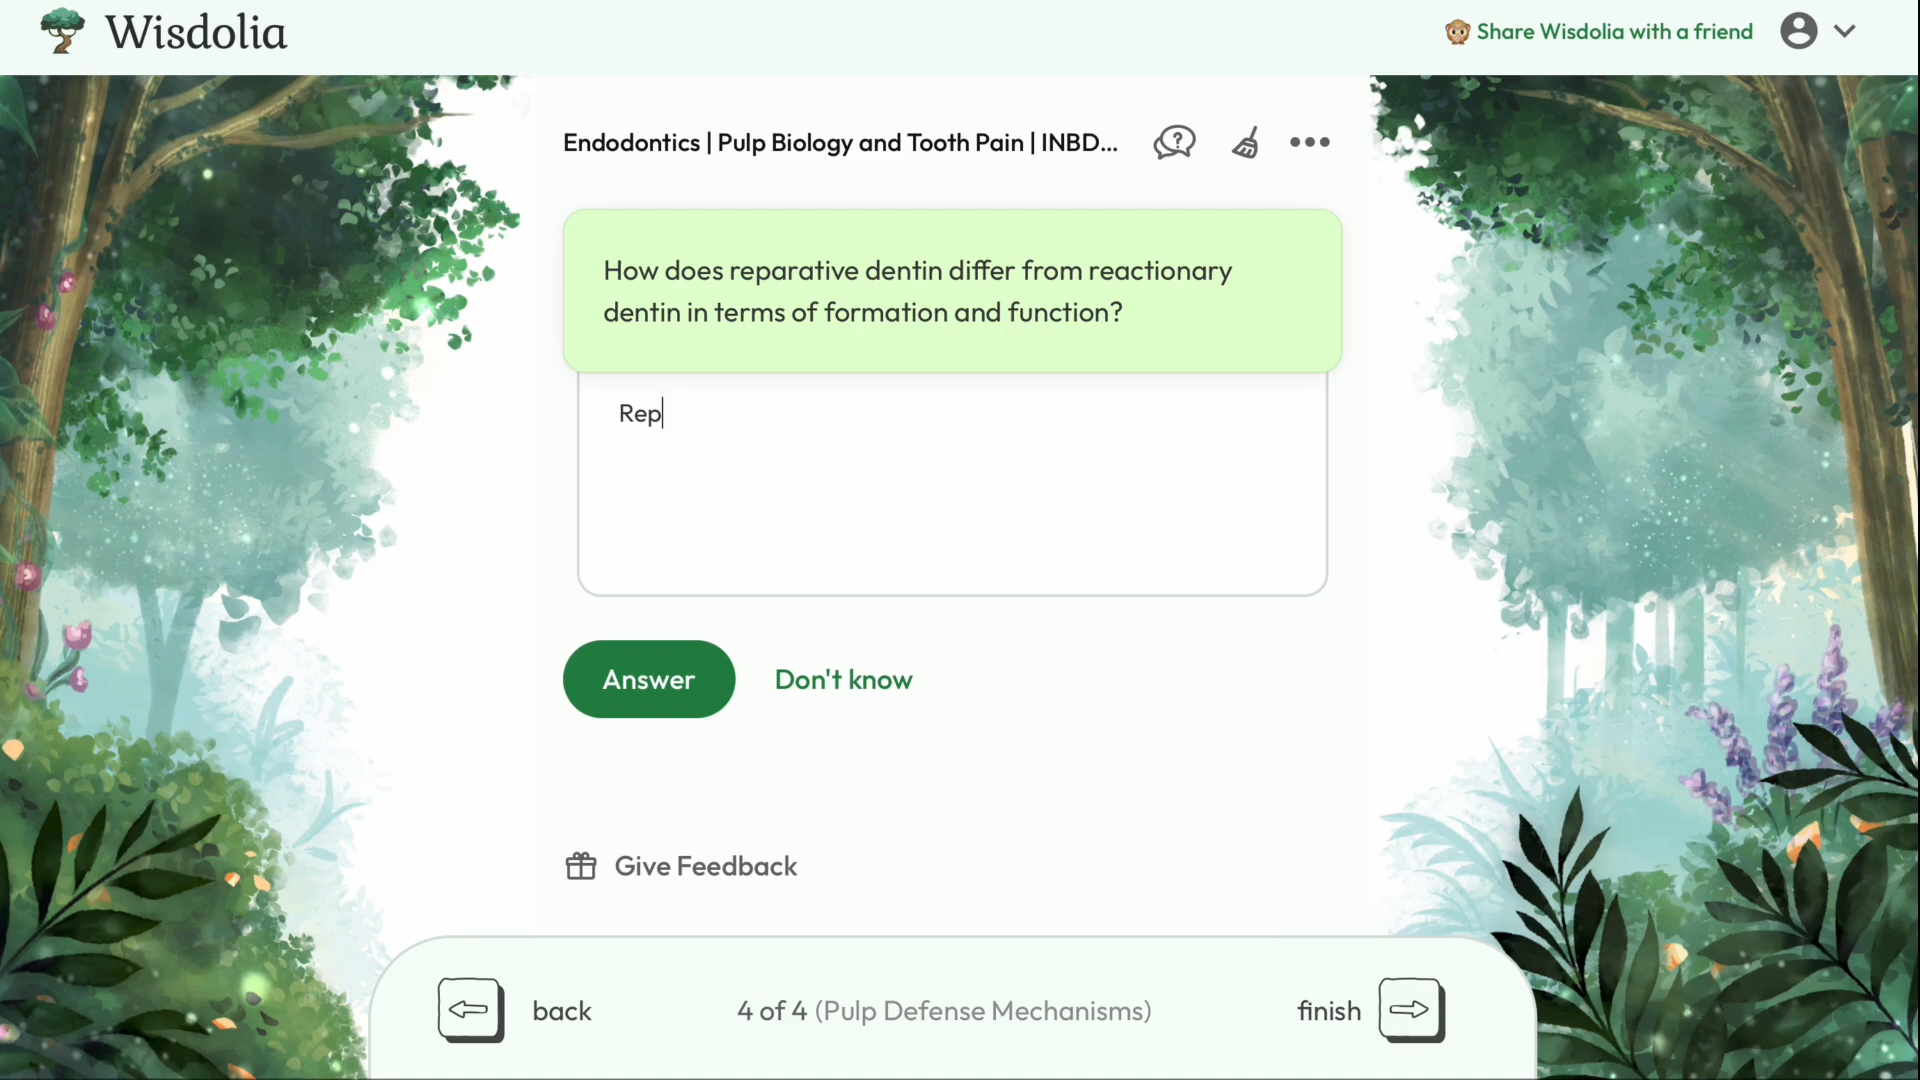 Wisdolia
Share Wisdolia with a friend
Endodontics | Pulp Biology and Tooth Pain | INBD...
How does reparative dentin differ from reactionary
dentin in terms of formation and function?
Rep
Answer
Don't know
Give Feedback
back
4 of 4 (Pulp Defense Mechanisms)
finish